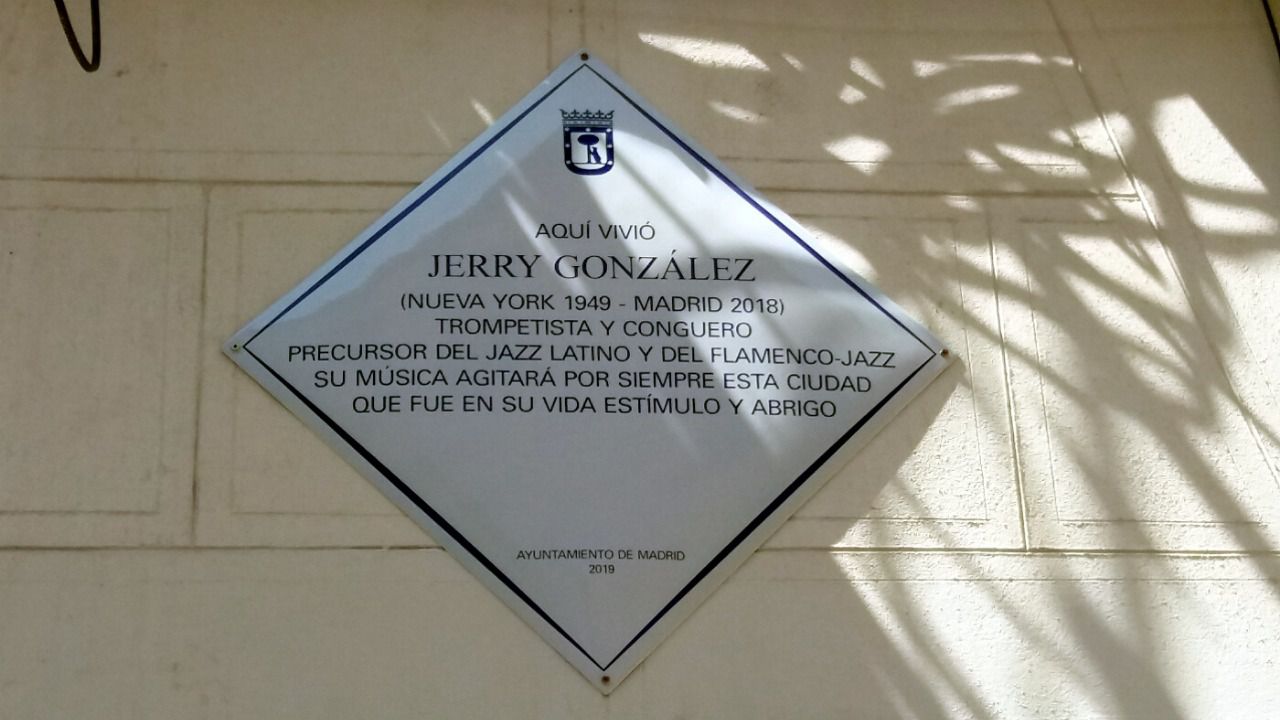 AQUÍ VIVIÓ
JERRY GONZÁLEZ
(NUEVA YORK 1949 - MADRID 2018)
TROMPETISTA Y CONGUERO
PRECURSOR DEL JAZZ LATINO Y DEL FLAMENCO-JAZZ
SU MÚSICA AGITARÁ POR SIEMPRE ESTA CIUDAD
QUE FUE EN SU VIDA ESTÍMULO Y ABRIGO
AYUNTAMIENTO DE MADRID
2019